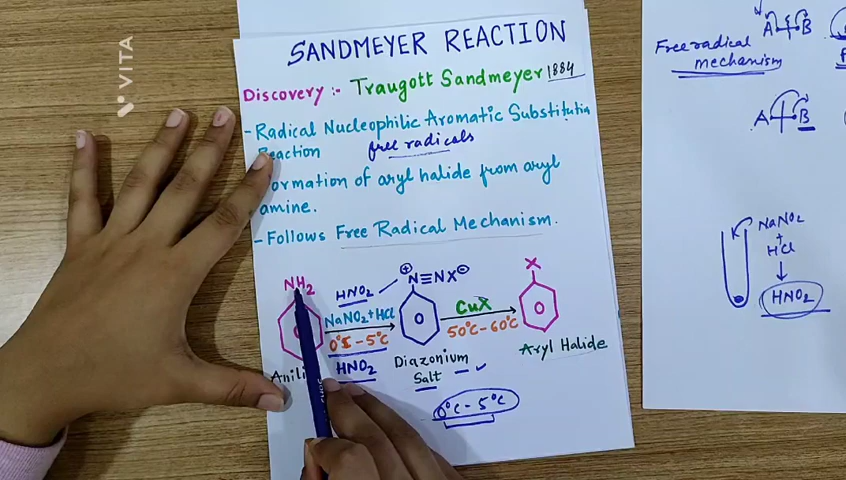 VITA
SANDMEYER REACTION
Discovery :- Traugott Sandmeyer 1884
- Radical Nucleophilic Aromatic Substitution
Reaction free radicals
ormation of aryl halide from aryl
amine.
- Follows Free Radical Mechanism.
NH2
HNO2
NaNO2+HCl
0°C - 5°C
HNO2
Anili
⊕
N≡NX⊖
Diazonium
Salt
0°C - 5°C
CuX
50°C - 60°C
X
Aryl Halide
Free radical
mechanism
A B
A B
NaNO2
+
HCl
↓
HNO2